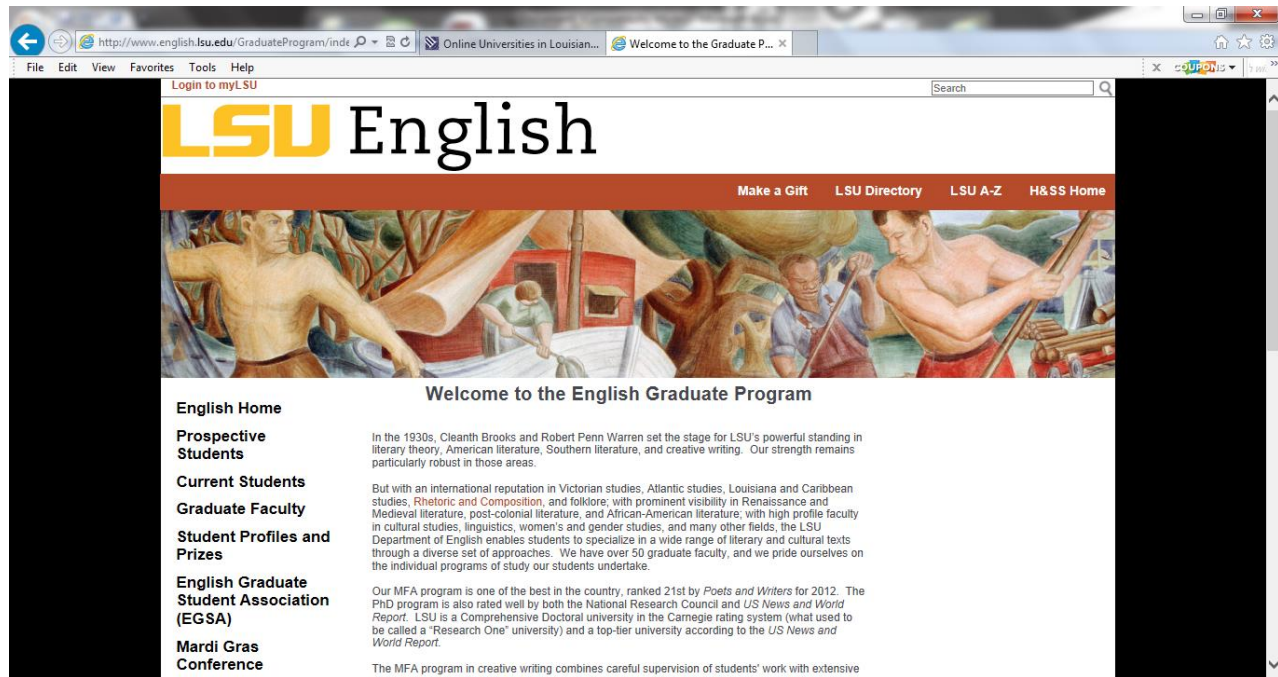 http://www.english.lsu.edu/GraduateProgram/inde
Online Universities in Louisian...
Welcome to the Graduate P...
File Edit View Favorites Tools Help
X COUPONS
Login to myLSU
Search
LSU English
Make a Gift LSU Directory LSU A-Z H&SS Home
Welcome to the English Graduate Program
English Home
Prospective
Students
Current Students
Graduate Faculty
Student Profiles and
Prizes
English Graduate
Student Association
(EGSA)
Mardi Gras
Conference
In the 1930s, Cleanth Brooks and Robert Penn Warren set the stage for LSU's powerful standing in
literary theory, American literature, Southern literature, and creative writing. Our strength remains
particularly robust in those areas.
But with an international reputation in Victorian studies, Atlantic studies, Louisiana and Caribbean
studies, Rhetoric and Composition, and folklore; with prominent visibility in Renaissance and
Medieval literature, post-colonial literature, and African-American literature; with high profile faculty
in cultural studies, linguistics, women's and gender studies, and many other fields, the LSU
Department of English enables students to specialize in a wide range of literary and cultural texts
through a diverse set of approaches. We have over 50 graduate faculty, and we pride ourselves on
the individual programs of study our students undertake.
Our MFA program is one of the best in the country, ranked 21st by Poets and Writers for 2012. The
PhD program is also rated well by both the National Research Council and US News and World
Report. LSU is a Comprehensive Doctoral university in the Carnegie rating system (what used to
be called a "Research One" university) and a top-tier university according to the US News and
World Report.
The MFA program in creative writing combines careful supervision of students' work with extensive